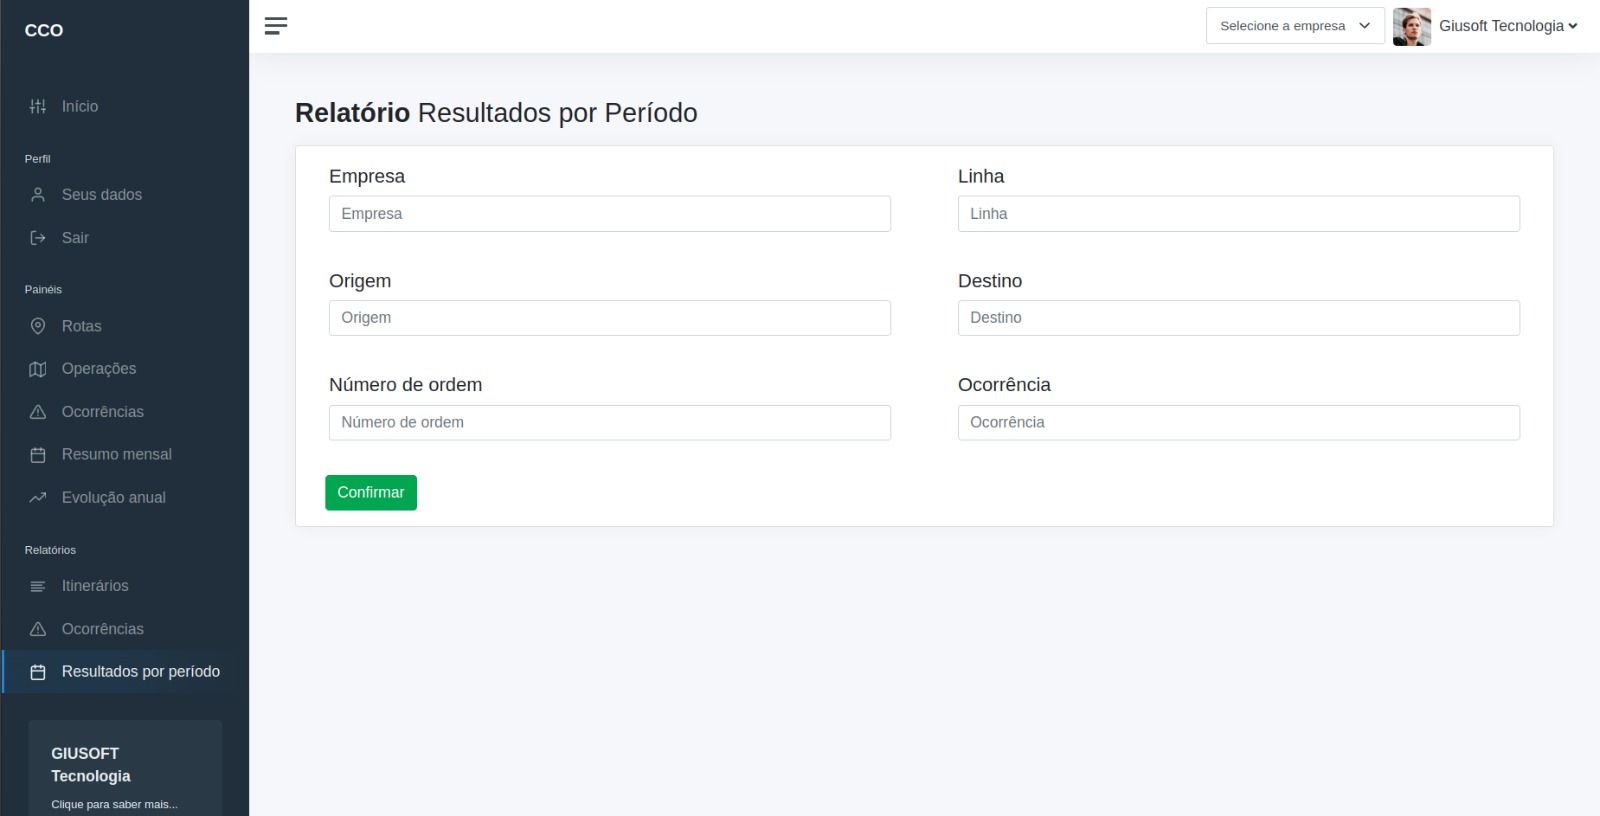 CCO
Selecione a empresa
Giusoft Tecnologia
Início
Perfil
Seus dados
Sair
Painéis
Rotas
Operações
Ocorrências
Resumo mensal
Evolução anual
Relatórios
Itinerários
Ocorrências
Resultados por período
GIUSOFT
Tecnologia
Clique para saber mais...
Relatório Resultados por Período
Empresa
Empresa
Linha
Linha
Origem
Origem
Destino
Destino
Número de ordem
Número de ordem
Ocorrência
Ocorrência
Confirmar